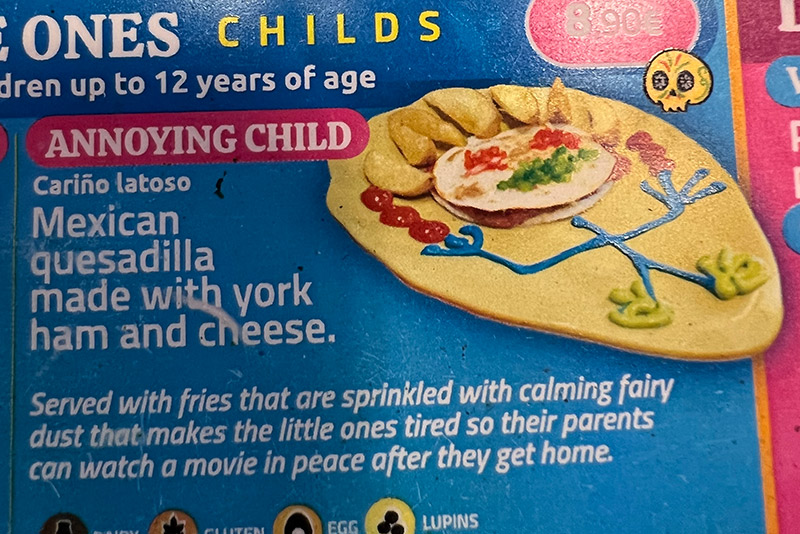 E ONES CHILDS
8.90€
dren up to 12 years of age
ANNOYING CHILD
Cariño latoso
Mexican
quesadilla
made with york
ham and cheese.
Served with fries that are sprinkled with calming fairy
dust that makes the little ones tired so their parents
can watch a movie in peace after they get home.
DAIRY GLUTEN EGG LUPINS